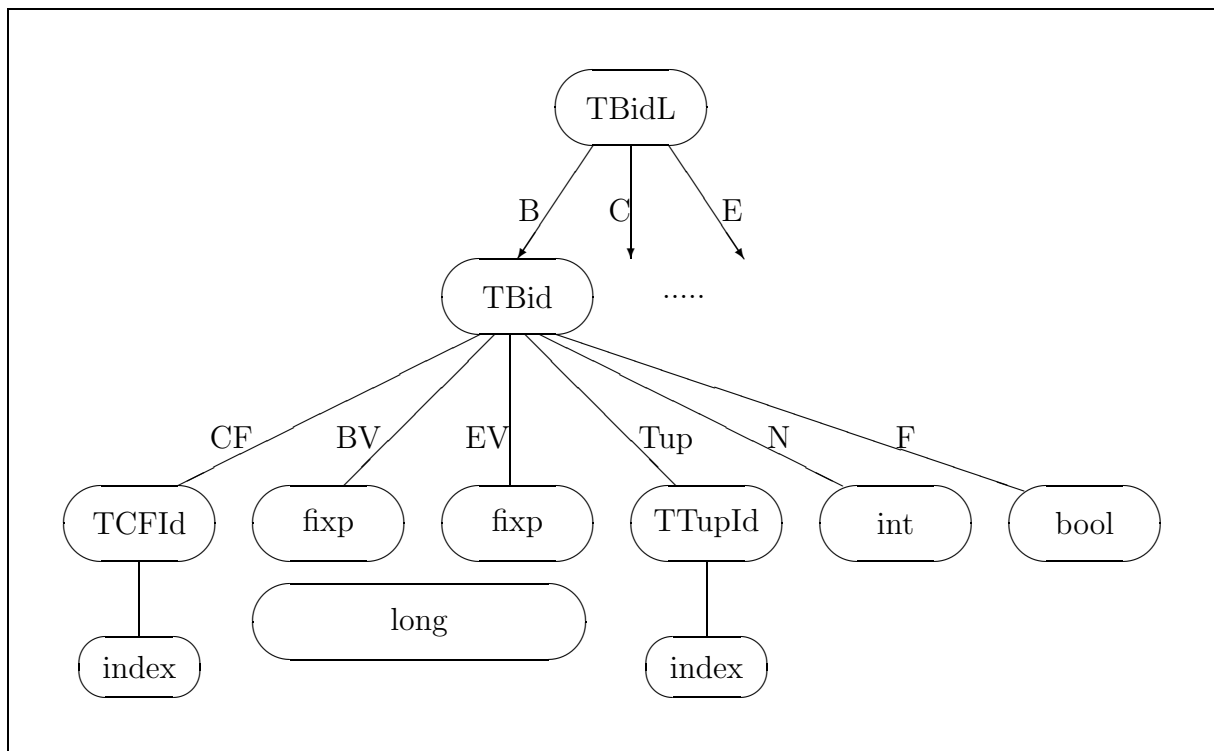 TBidL
B C E
TBid .....
CF BV EV Tup N F
TCFId fixp fixp TTupId int bool
long
index index